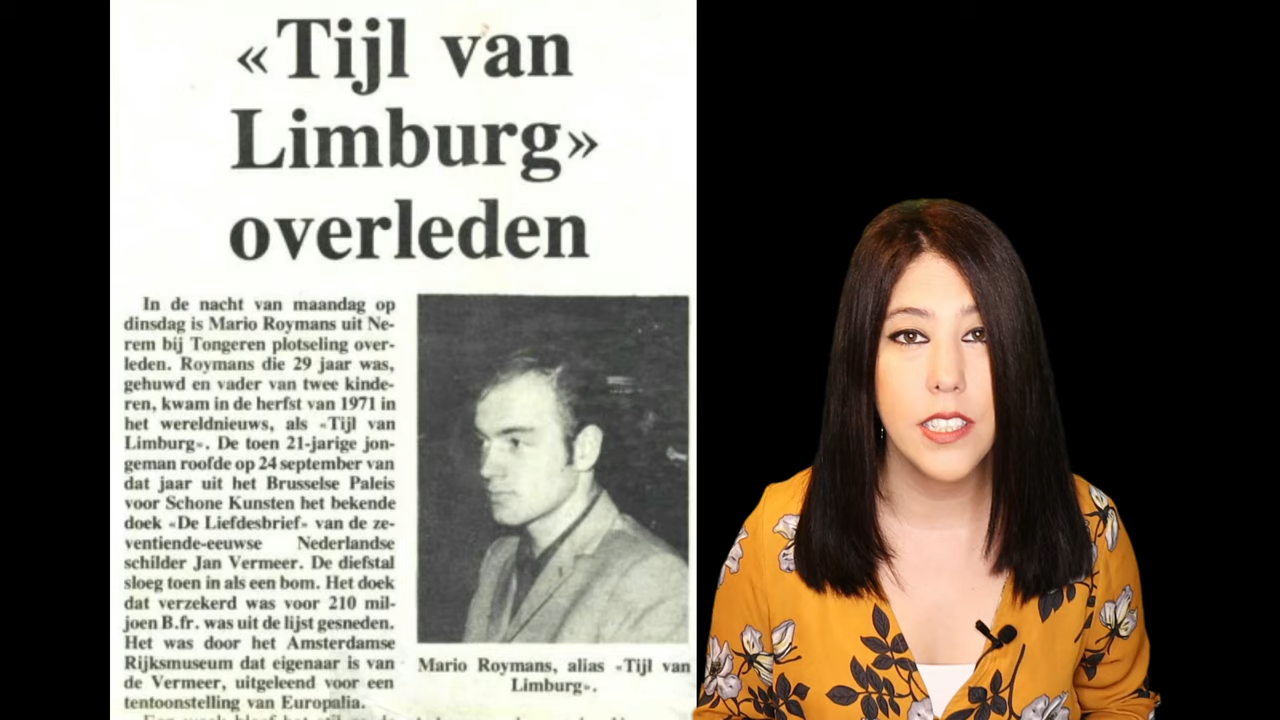 «Tijl van
Limburg»
overleden
In de nacht van maandag op
dinsdag is Mario Roymans uit Ne-
rem bij Tongeren plotseling over-
leden. Roymans die 29 jaar was,
gehuwd en vader van twee kinde-
ren, kwam in de herfst van 1971 in
het wereldnieuws, als «Tijl van
Limburg». De toen 21-jarige jon-
geman roofde op 24 september van
dat jaar uit het Brusselse Paleis
voor Schone Kunsten het bekende
doek «De Liefdesbrief» van de ze-
ventiende-eeuwse Nederlandse
schilder Jan Vermeer. De diefstal
sloeg toen in als een bom. Het doek
dat verzekerd was voor 210 mil-
joen B.fr. was uit de lijst gesneden.
Het was door het Amsterdamse
Rijksmuseum dat eigenaar is van
de Vermeer, uitgeleend voor een
tentoonstelling van Europalia.
Mario Roymans, alias «Tijl van
Limburg».